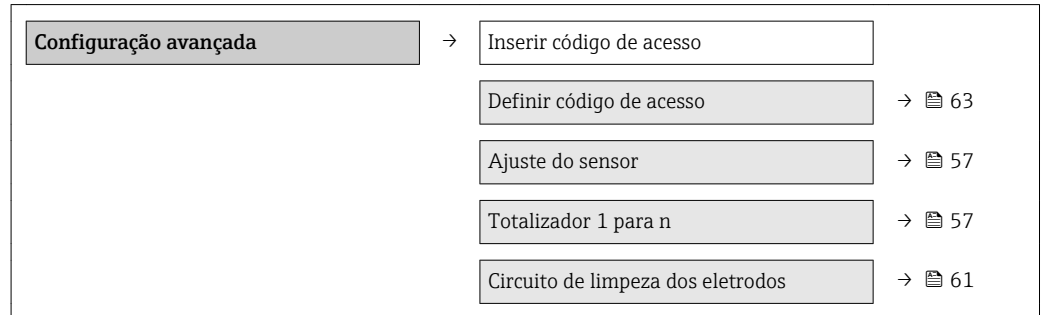 Configuração avançada → Inserir código de acesso
Definir código de acesso → 63
Ajuste do sensor → 57
Totalizador 1 para n → 57
Circuito de limpeza dos eletrodos → 61